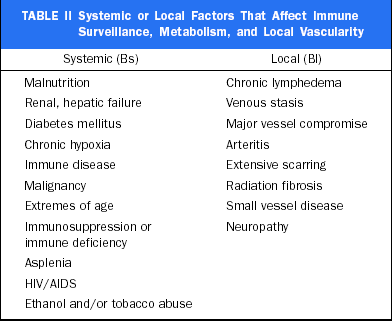 TABLE II Systemic or Local Factors That Affect Immune
Surveillance, Metabolism, and Local Vascularity
Systemic (Bs) Local (Bl)
Malnutrition Chronic lymphedema
Renal, hepatic failure Venous stasis
Diabetes mellitus Major vessel compromise
Chronic hypoxia Arteritis
Immune disease Extensive scarring
Malignancy Radiation fibrosis
Extremes of age Small vessel disease
Immunosuppression or Neuropathy
immune deficiency
Asplenia
HIV/AIDS
Ethanol and/or tobacco abuse